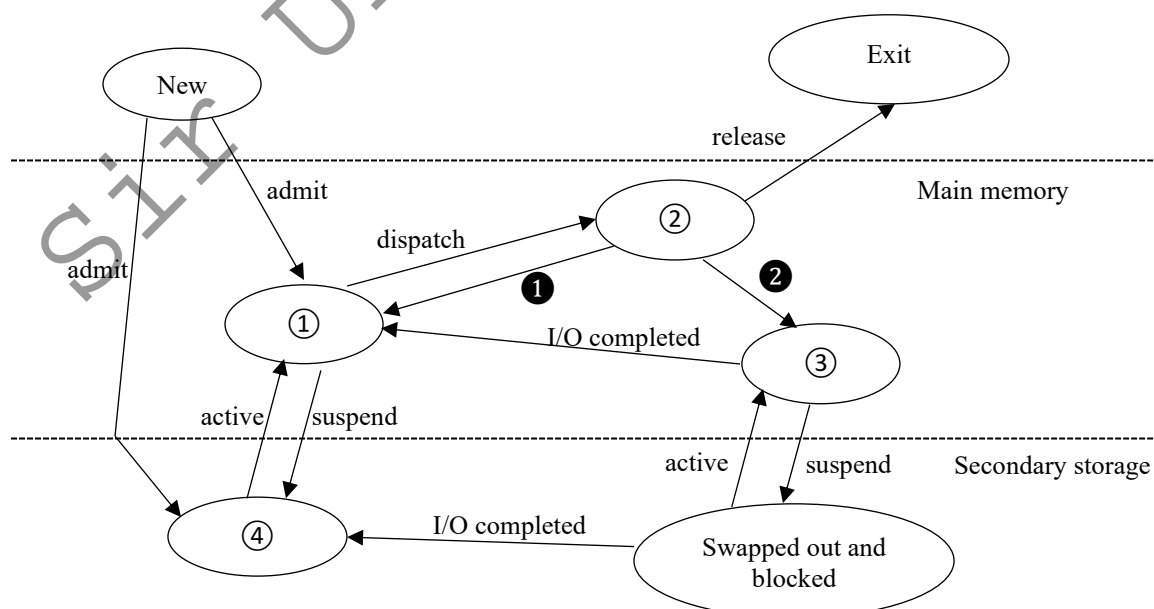 Sir U
Exit
New
release
Main memory
admit
②
dispatch
admit
❷
❶
①
I/O completed
③
active
suspend
active
suspend
Secondary storage
I/O completed
④
Swapped out and
blocked